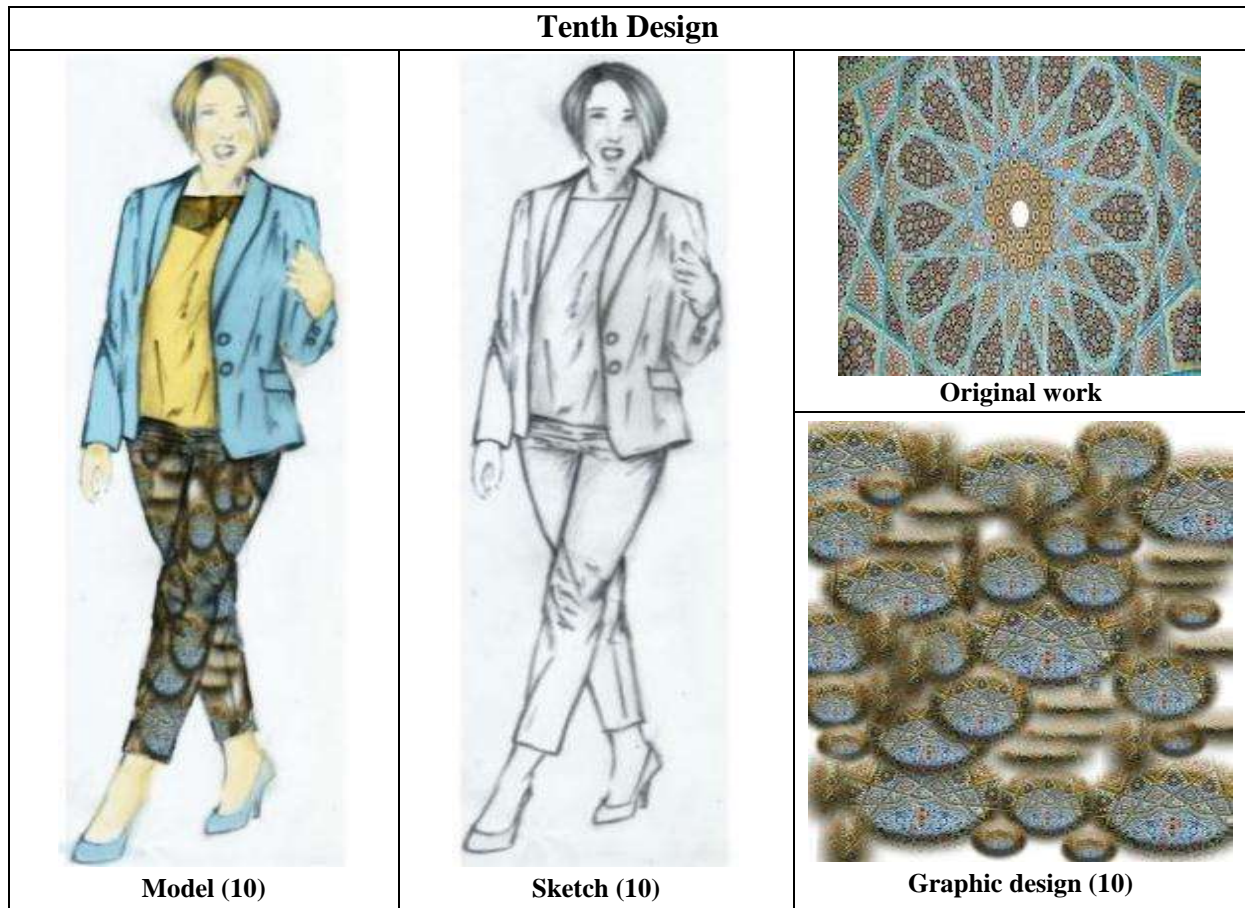 Tenth Design
Model (10)
Sketch (10)
Original work
Graphic design (10)